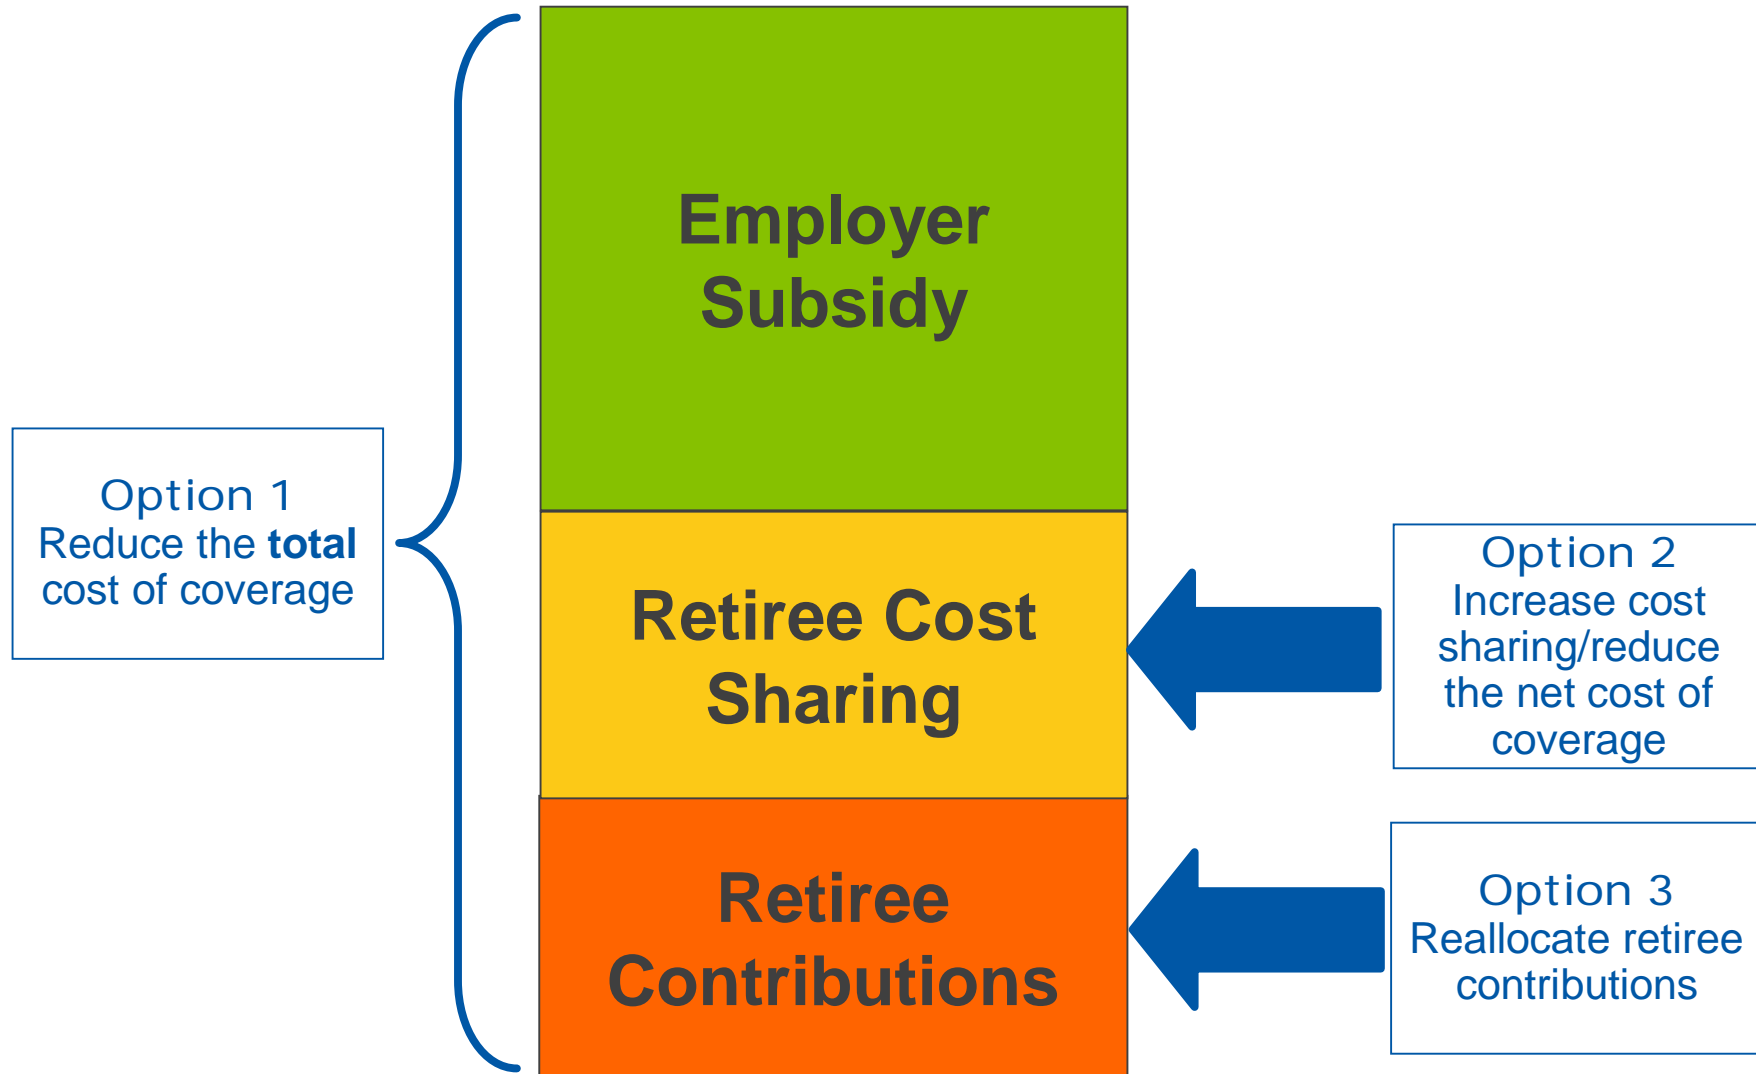 Employer
Subsidy
Option 1
Reduce the total
cost of coverage
Retiree Cost
Sharing
Option 2
Increase cost
sharing/reduce
the net cost of
coverage
Retiree
Contributions
Option 3
Reallocate retiree
contributions